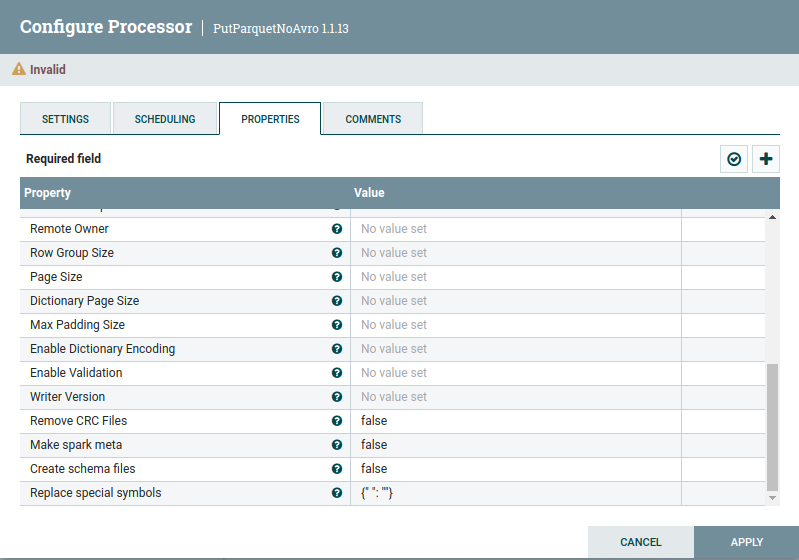 Configure Processor | PutParquetNoAvro 1.1.13
Invalid
SETTINGS SCHEDULING PROPERTIES COMMENTS
Required field
Property Value
Remote Owner No value set
Row Group Size No value set
Page Size No value set
Dictionary Page Size No value set
Max Padding Size No value set
Enable Dictionary Encoding No value set
Enable Validation No value set
Writer Version No value set
Remove CRC Files false
Make spark meta false
Create schema files false
Replace special symbols {" ": ""}
CANCEL APPLY